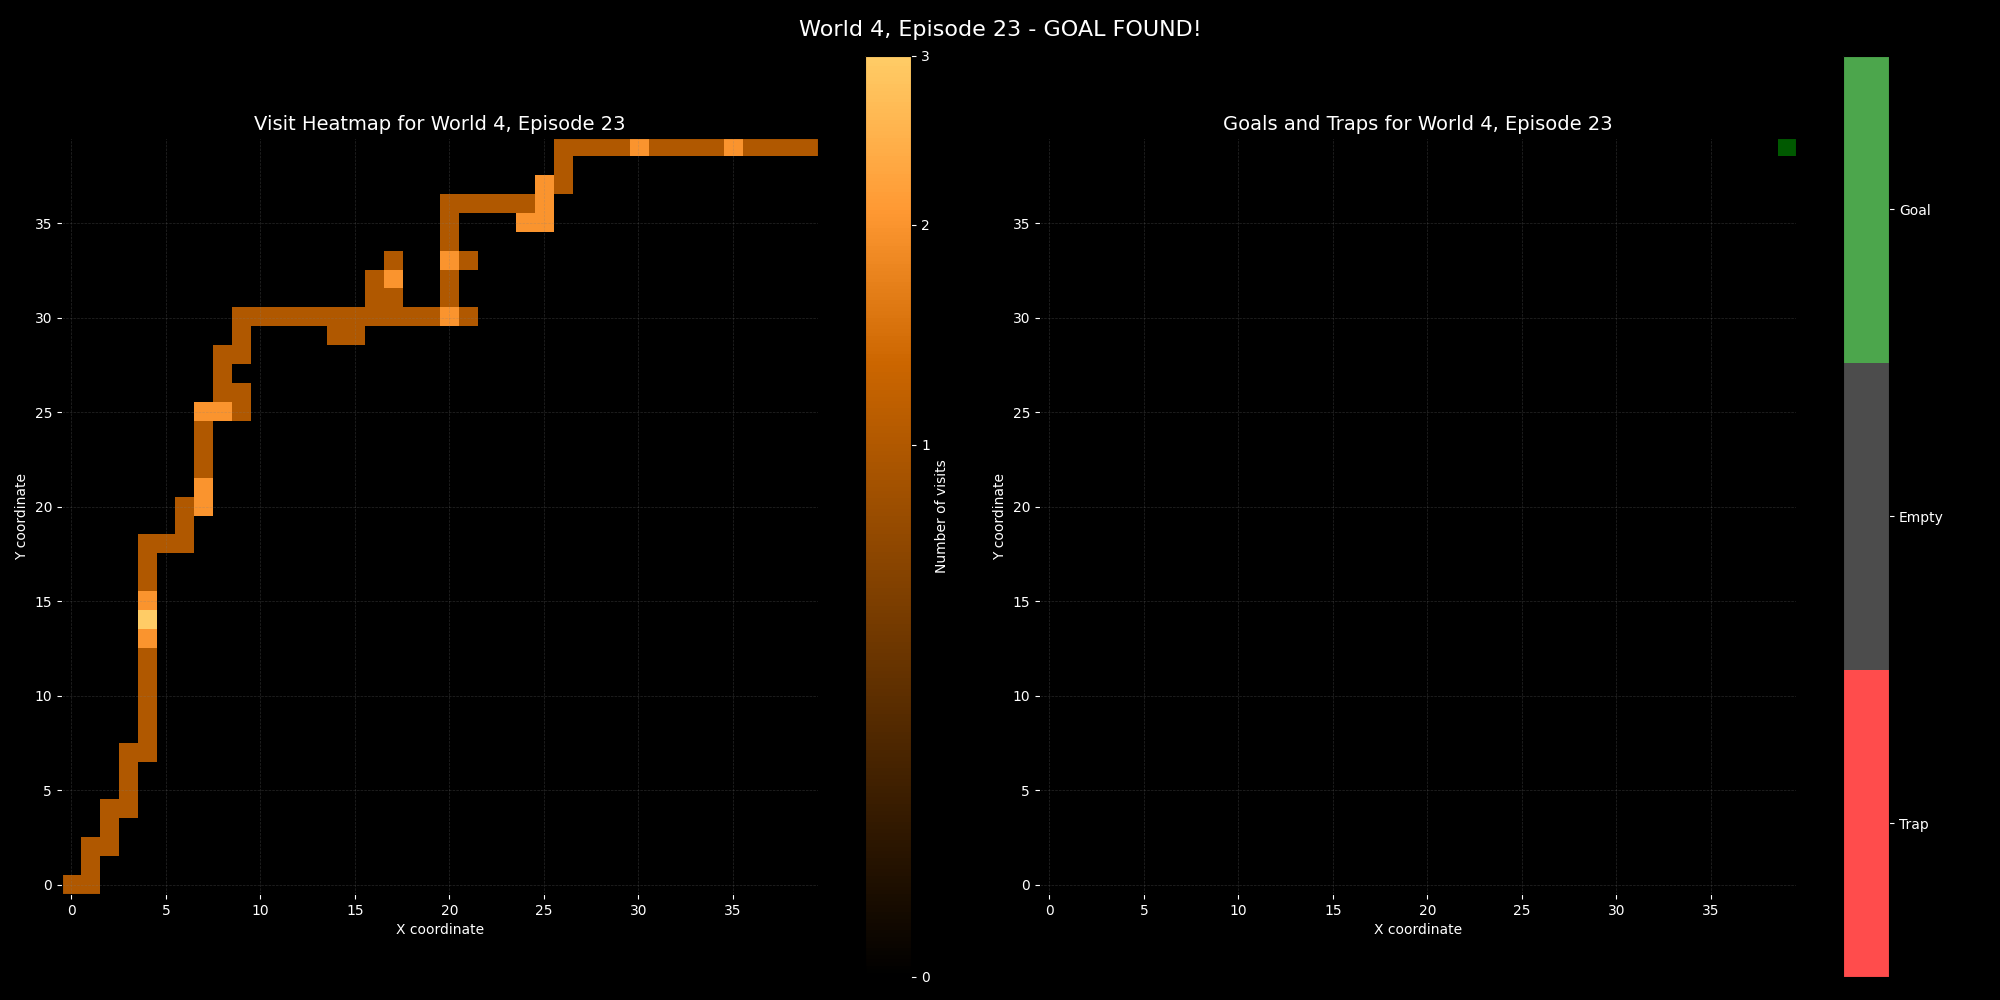 World 4, Episode 23 - GOAL FOUND!
Visit Heatmap for World 4, Episode 23
35
30
25
20
15
10
5
0
Y coordinate
0 5 10 15 20 25 30 35
X coordinate
3
2
1
0
Number of visits
Goals and Traps for World 4, Episode 23
35
30
25
20
15
10
5
0
Y coordinate
0 5 10 15 20 25 30 35
X coordinate
Goal
Empty
Trap